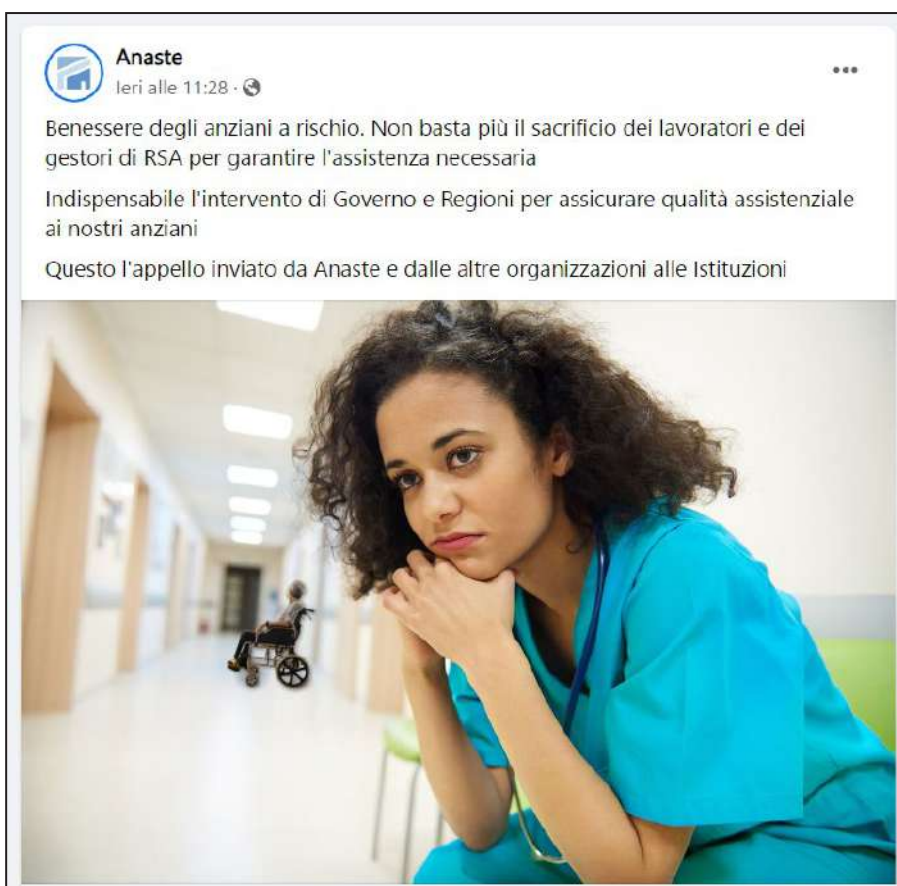 Anaste
Ieri alle 11:28 ·
Benessere degli anziani a rischio. Non basta più il sacrificio dei lavoratori e dei
gestori di RSA per garantire l'assistenza necessaria
Indispensabile l'intervento di Governo e Regioni per assicurare qualità assistenziale
ai nostri anziani
Questo l'appello inviato da Anaste e dalle altre organizzazioni alle Istituzioni